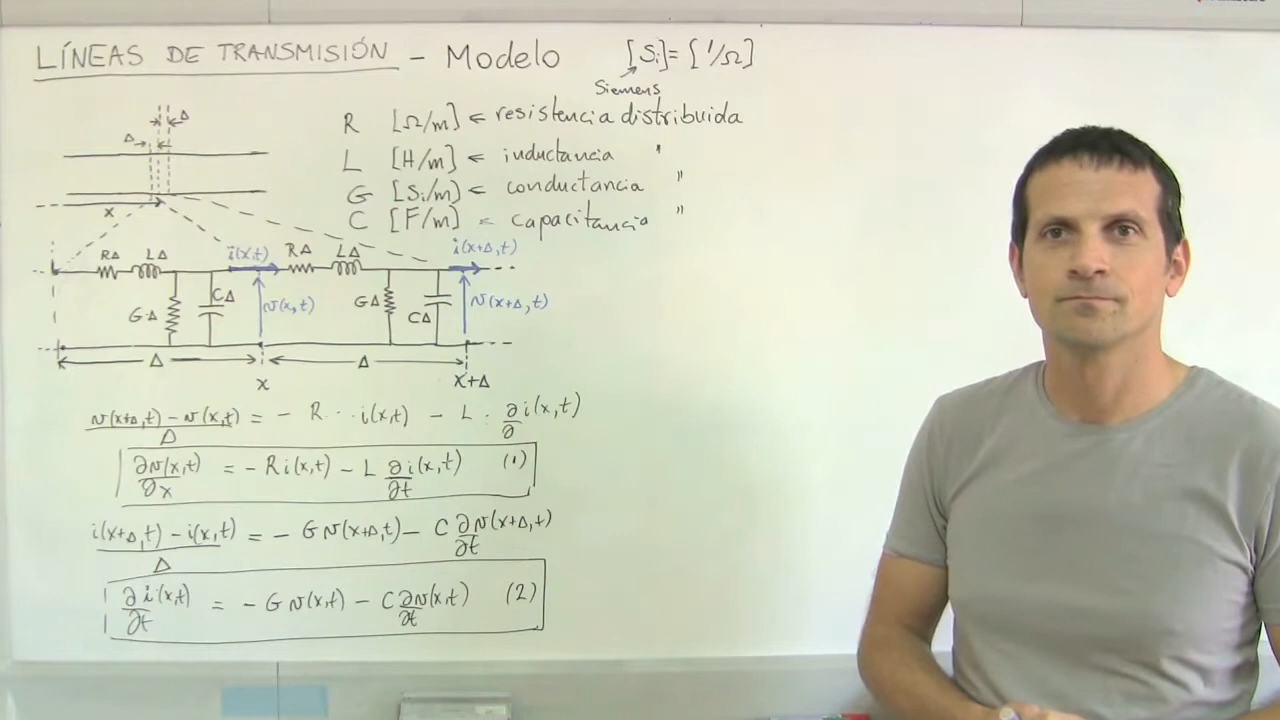 LÍNEAS DE TRANSMISIÓN - Modelo [Si]=[1/Ω]
Siemens
R [Ω/m] ← resistencia distribuida
L [H/m] ← inductancia "
G [Si/m] ← conductancia "
C [F/m] ← capacitancia "
Δ
Δ
x
RΔ LΔ i(x,t) RΔ LΔ i(x+Δ,t)
GΔ CΔ v(x,t) GΔ CΔ v(x+Δ,t)
Δ Δ
x x+Δ
v(x+Δ,t) - v(x,t) / Δ = - R i(x,t) - L ∂i(x,t) / ∂
∂v(x,t)/∂x = - R i(x,t) - L ∂i(x,t)/∂t (1)
i(x+Δ,t) - i(x,t) / Δ = - G v(x+Δ,t) - C ∂v(x+Δ,t)/∂t
∂i(x,t)/∂t = - G v(x,t) - C ∂v(x,t)/∂t (2)